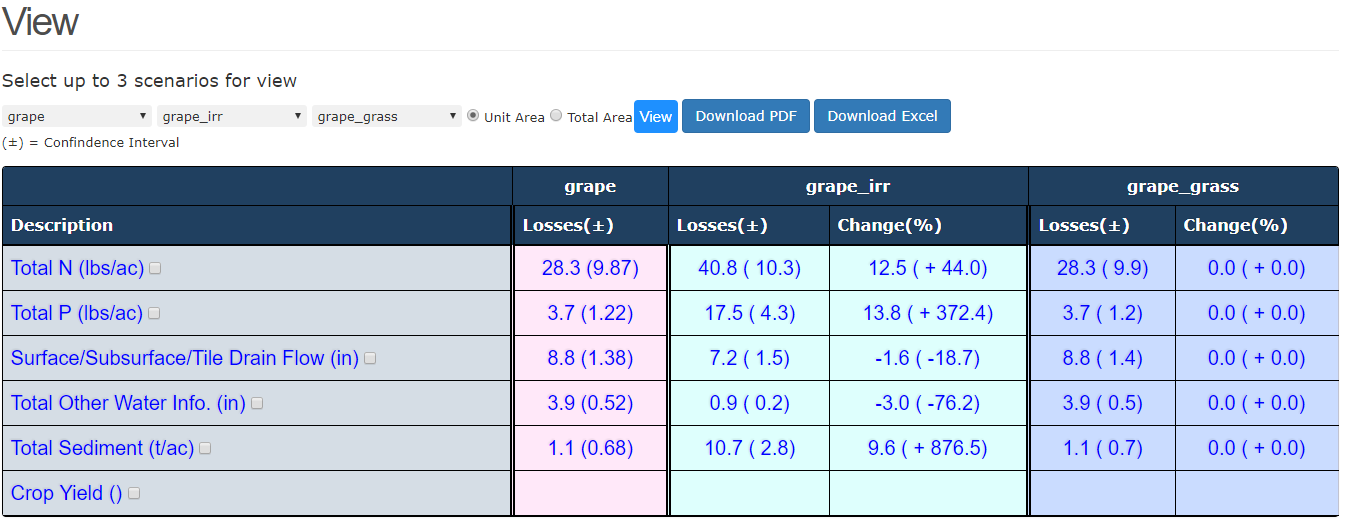 View
Select up to 3 scenarios for view
grape grape_irr grape_grass Unit Area Total Area View Download PDF Download Excel
(±) = Confindence Interval
grape grape_irr grape_grass
Description Losses(±) Losses(±) Change(%) Losses(±) Change(%)
Total N (lbs/ac) 28.3 (9.87) 40.8 ( 10.3) 12.5 ( + 44.0) 28.3 ( 9.9) 0.0 ( + 0.0)
Total P (lbs/ac) 3.7 (1.22) 17.5 ( 4.3) 13.8 ( + 372.4) 3.7 ( 1.2) 0.0 ( + 0.0)
Surface/Subsurface/Tile Drain Flow (in) 8.8 (1.38) 7.2 ( 1.5) -1.6 ( -18.7) 8.8 ( 1.4) 0.0 ( + 0.0)
Total Other Water Info. (in) 3.9 (0.52) 0.9 ( 0.2) -3.0 ( -76.2) 3.9 ( 0.5) 0.0 ( + 0.0)
Total Sediment (t/ac) 1.1 (0.68) 10.7 ( 2.8) 9.6 ( + 876.5) 1.1 ( 0.7) 0.0 ( + 0.0)
Crop Yield ()